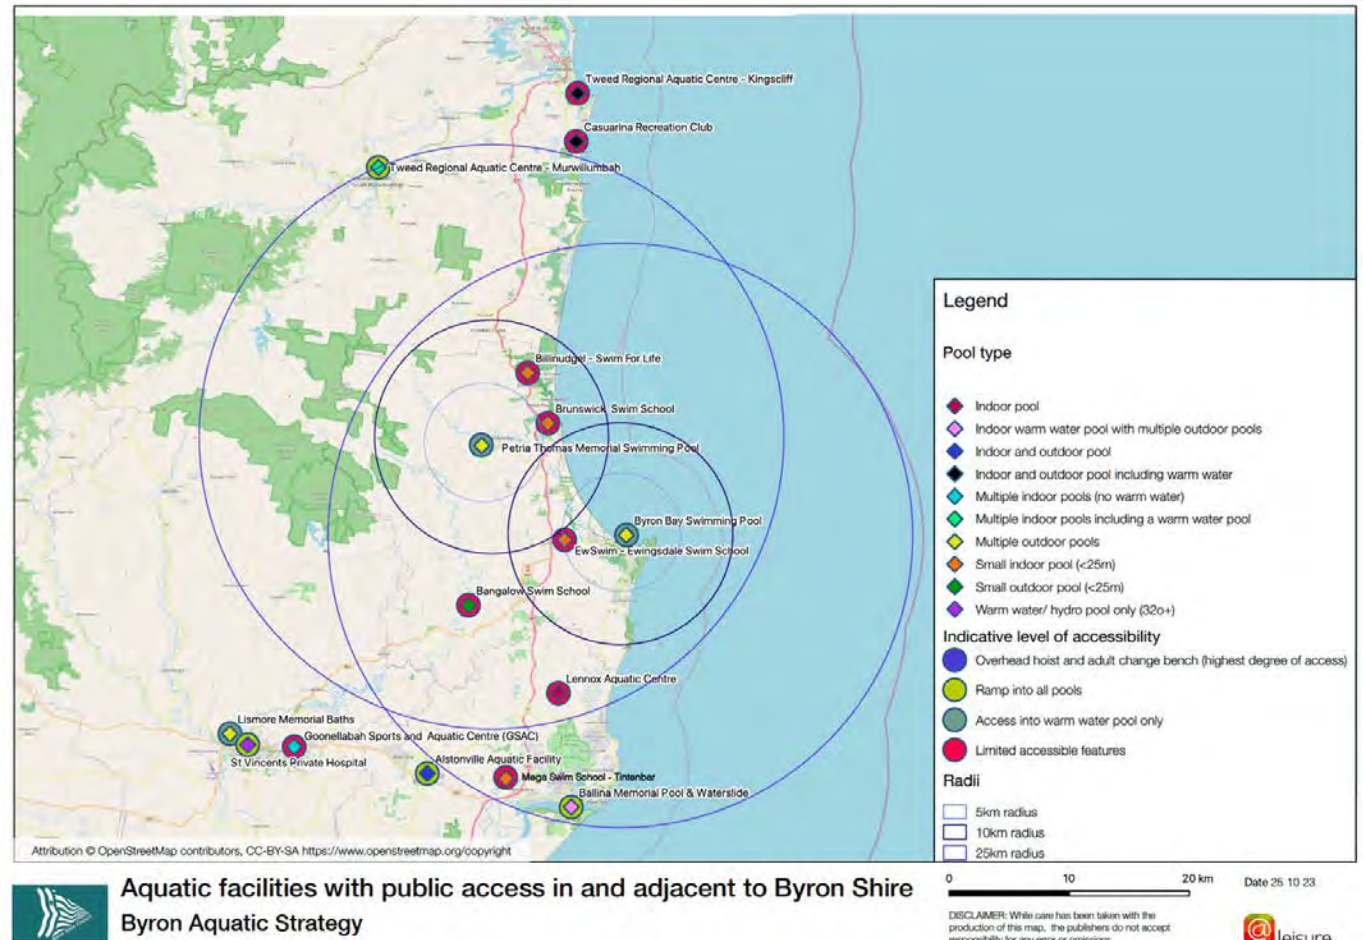 Tweed Regional Aquatic Centre - Kingscliff
Casuarina Recreation Club
Tweed Regional Aquatic Centre - Murwillumbah
Billinudgel - Swim For Life
Brunswick Swim School
Petria Thomas Memorial Swimming Pool
Byron Bay Swimming Pool
EwSwim - Ewingsdale Swim School
Bangalow Swim School
Lennox Aquatic Centre
Lismore Memorial Baths
Goonellabah Sports and Aquatic Centre (GSAC)
St Vincents Private Hospital
Alstonville Aquatic Facility
Mega Swim School - Tintenbar
Ballina Memorial Pool & Waterslide
Attribution © OpenStreetMap contributors, CC-BY-SA https://www.openstreetmap.org/copyright
Legend
Pool type
Indoor pool
Indoor warm water pool with multiple outdoor pools
Indoor and outdoor pool
Indoor and outdoor pool including warm water
Multiple indoor pools (no warm water)
Multiple indoor pools including a warm water pool
Multiple outdoor pools
Small indoor pool (<25m)
Small outdoor pool (<25m)
Warm water/ hydro pool only (32o+)
Indicative level of accessibility
Overhead hoist and adult change bench (highest degree of access)
Ramp into all pools
Access into warm water pool only
Limited accessible features
Radii
5km radius
10km radius
25km radius
0 10 20 km
Date 25 10 23
Aquatic facilities with public access in and adjacent to Byron Shire
Byron Aquatic Strategy
DISCLAIMER: While care has been taken with the
production of this map, the publishers do not accept
responsibility for any error or omissions
@leisure